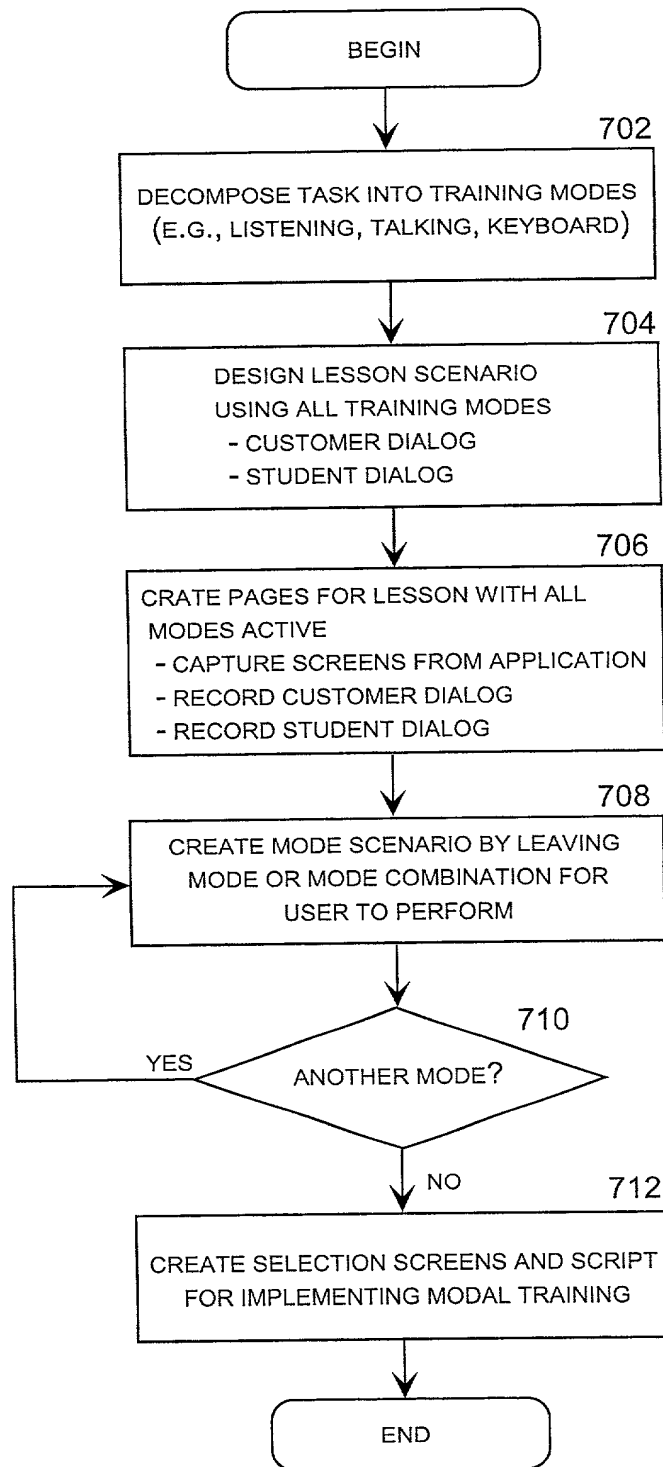 BEGIN
702
DECOMPOSE TASK INTO TRAINING MODES
(E.G., LISTENING, TALKING, KEYBOARD)
704
DESIGN LESSON SCENARIO
USING ALL TRAINING MODES
- CUSTOMER DIALOG
- STUDENT DIALOG
706
CRATE PAGES FOR LESSON WITH ALL
MODES ACTIVE
- CAPTURE SCREENS FROM APPLICATION
- RECORD CUSTOMER DIALOG
- RECORD STUDENT DIALOG
708
CREATE MODE SCENARIO BY LEAVING
MODE OR MODE COMBINATION FOR
USER TO PERFORM
710
YES
ANOTHER MODE?
NO
712
CREATE SELECTION SCREENS AND SCRIPT
FOR IMPLEMENTING MODAL TRAINING
END